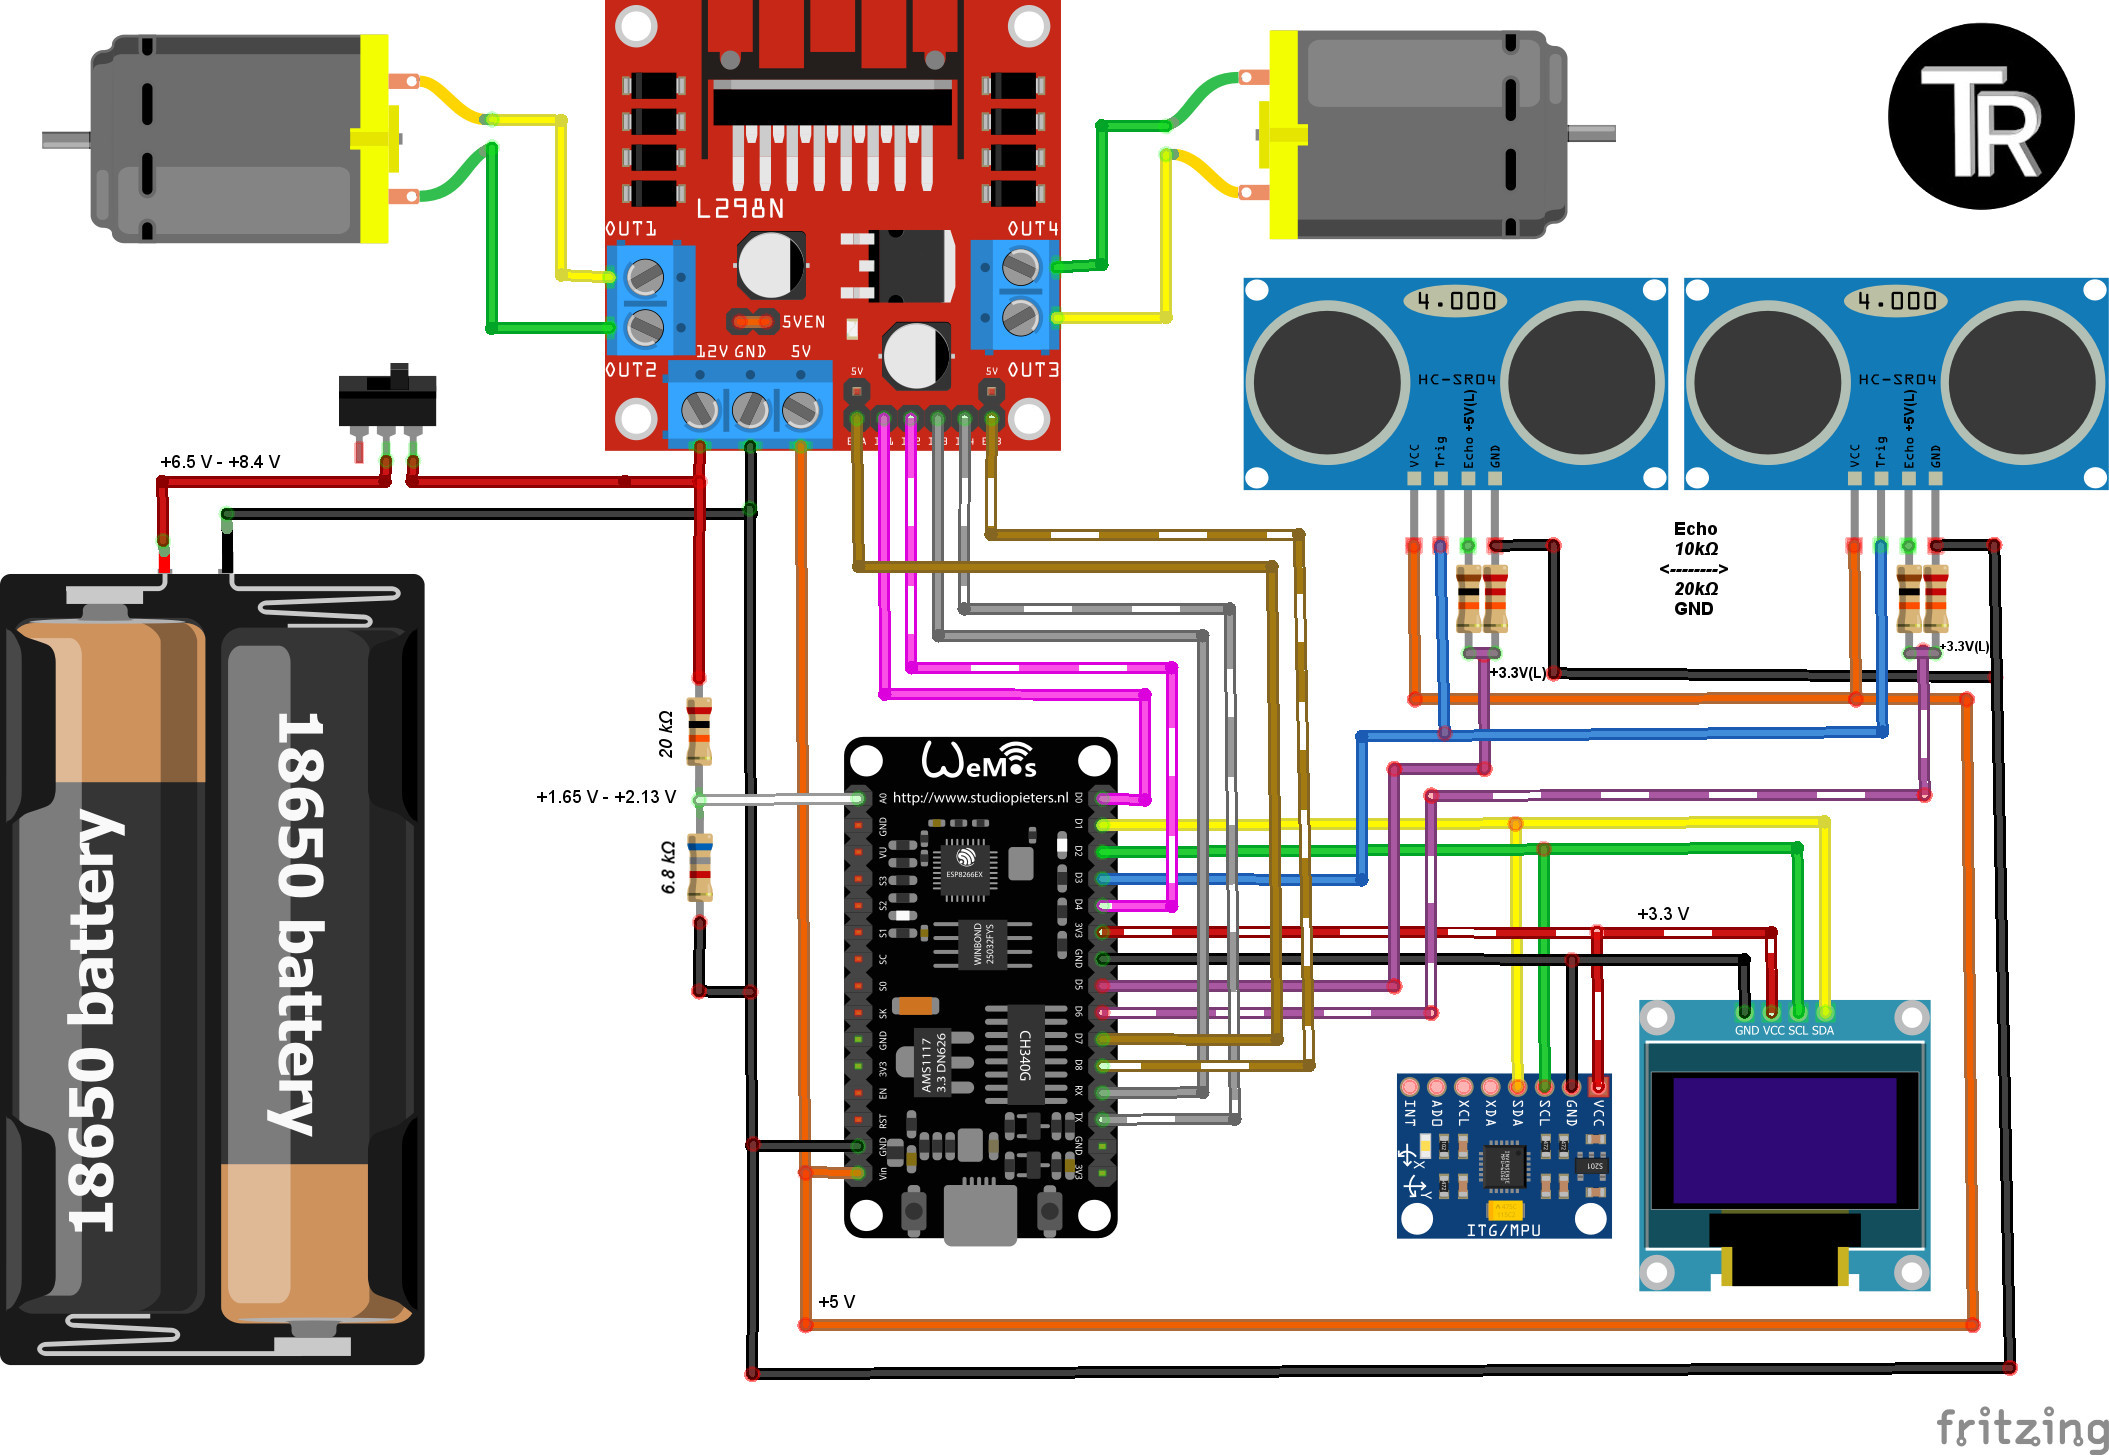 TR
L298N
OUT1
OUT4
5VEN
12V GND 5V
OUT2
5V
5V
OUT3
+6.5 V - +8.4 V
4.000
HC-SR04
VCC
Trig
Echo +5V(L)
GND
4.000
HC-SR04
VCC
Trig
Echo +5V(L)
GND
Echo
10kΩ
<-------->
20kΩ
GND
+3.3V(L)
+3.3V(L)
18650 battery
18650 battery
20 kΩ
+1.65 V - +2.13 V
6.8 kΩ
WeMos
http://www.studiopieters.nl
A0
GND
VU
S3
S2
S1
SC
S0
SK
GND
3V3
EN
RST
GND
Vin
D0
D1
D2
D3
D4
3V3
GND
D5
D6
D7
D8
RX
TX
GND
3V3
ESP8266EX
WINBOND
25032FYS
AMS1117
3.3 DN626
CH340G
+3.3 V
GND VCC SCL SDA
INT
ADO
XCL
XDA
SDA
SCL
GND
VCC
X
Y
ITG/MPU
+5 V
fritzing